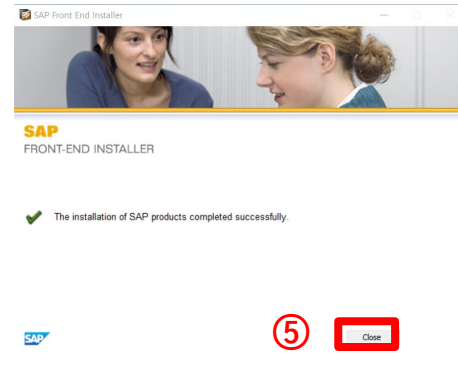 SAP Front End Installer
SAP
FRONT-END INSTALLER
The installation of SAP products completed successfully.
SAP
⑤
Close